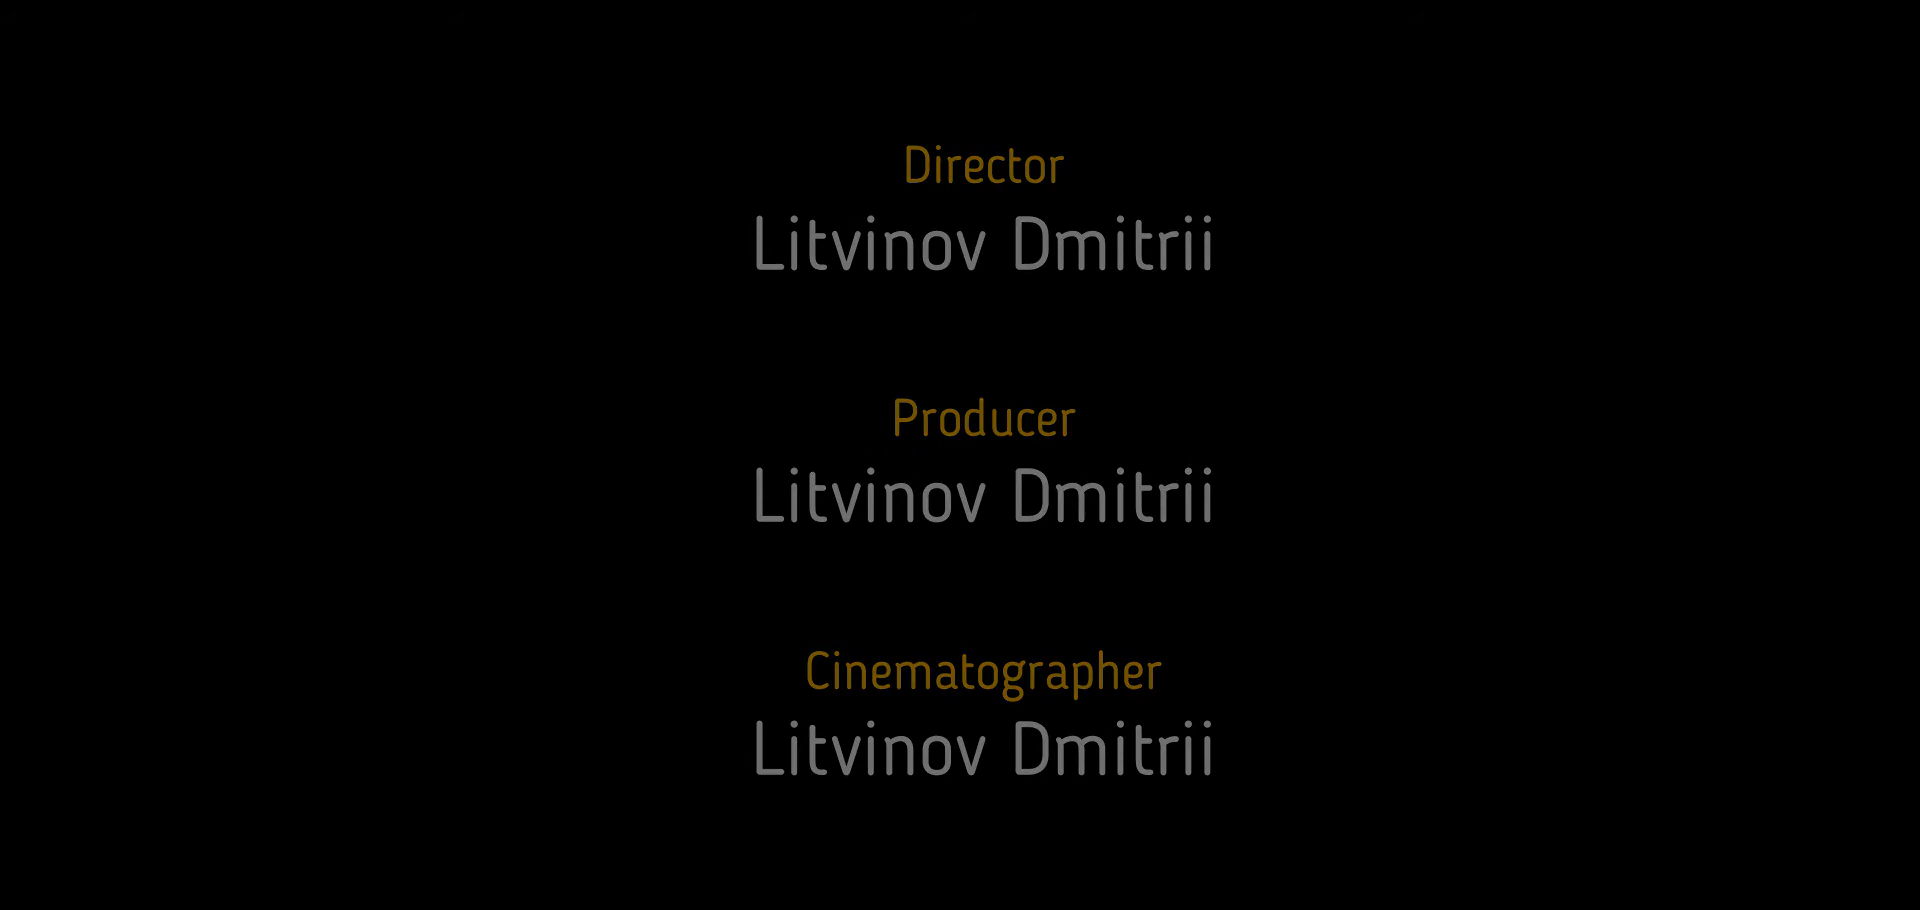 Director
Litvinov Dmitrii
Producer
Litvinov Dmitrii
Cinematographer
Litvinov Dmitrii